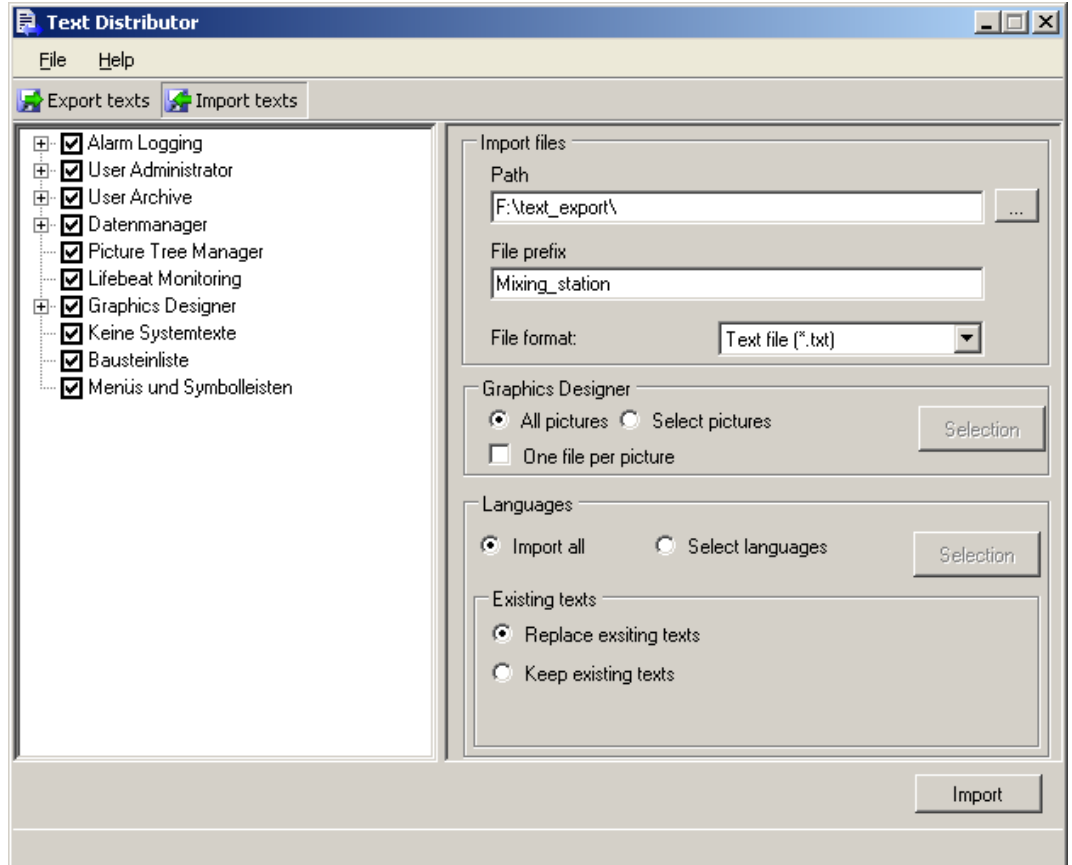 Text Distributor
File Help
Export texts Import texts
Alarm Logging
User Administrator
User Archive
Datenmanager
Picture Tree Manager
Lifebeat Monitoring
Graphics Designer
Keine Systemtexte
Bausteinliste
Menüs und Symbolleisten
Import files
Path
F:\text_export\
...
File prefix
Mixing_station
File format: Text file (*.txt)
Graphics Designer
All pictures Select pictures
Selection
One file per picture
Languages
Import all Select languages
Selection
Existing texts
Replace exsiting texts
Keep existing texts
Import